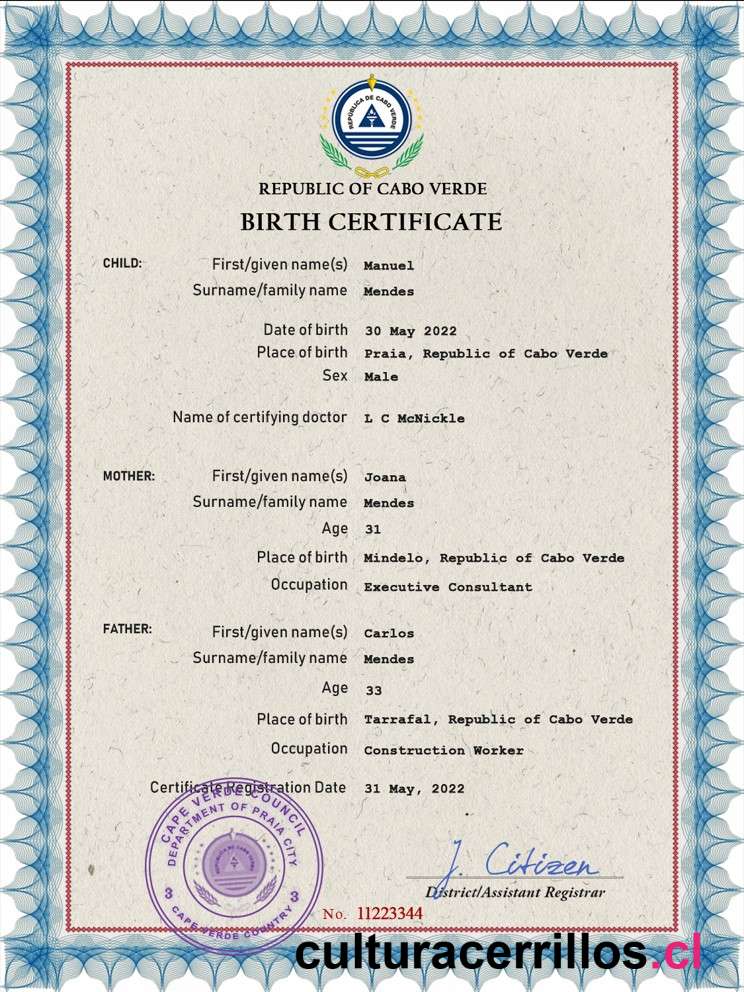 REPÚBLICA DE CABO VERDE
REPUBLIC OF CABO VERDE
BIRTH CERTIFICATE
CHILD: First/given name(s) Manuel
Surname/family name Mendes
Date of birth 30 May 2022
Place of birth Praia, Republic of Cabo Verde
Sex Male
Name of certifying doctor L C McNickle
MOTHER: First/given name(s) Joana
Surname/family name Mendes
Age 31
Place of birth Mindelo, Republic of Cabo Verde
Occupation Executive Consultant
FATHER: First/given name(s) Carlos
Surname/family name Mendes
Age 33
Place of birth Tarrafal, Republic of Cabo Verde
Occupation Construction Worker
Certificate Registration Date 31 May, 2022
CAPE VERDE COUNCIL
DEPARTMENT OF PRAIA CITY
REPÚBLICA DE CABO VERDE
3 3
CAPE VERDE COUNTRY
J. Citizen
District/Assistant Registrar
No. 11223344
culturacerrillos.cl